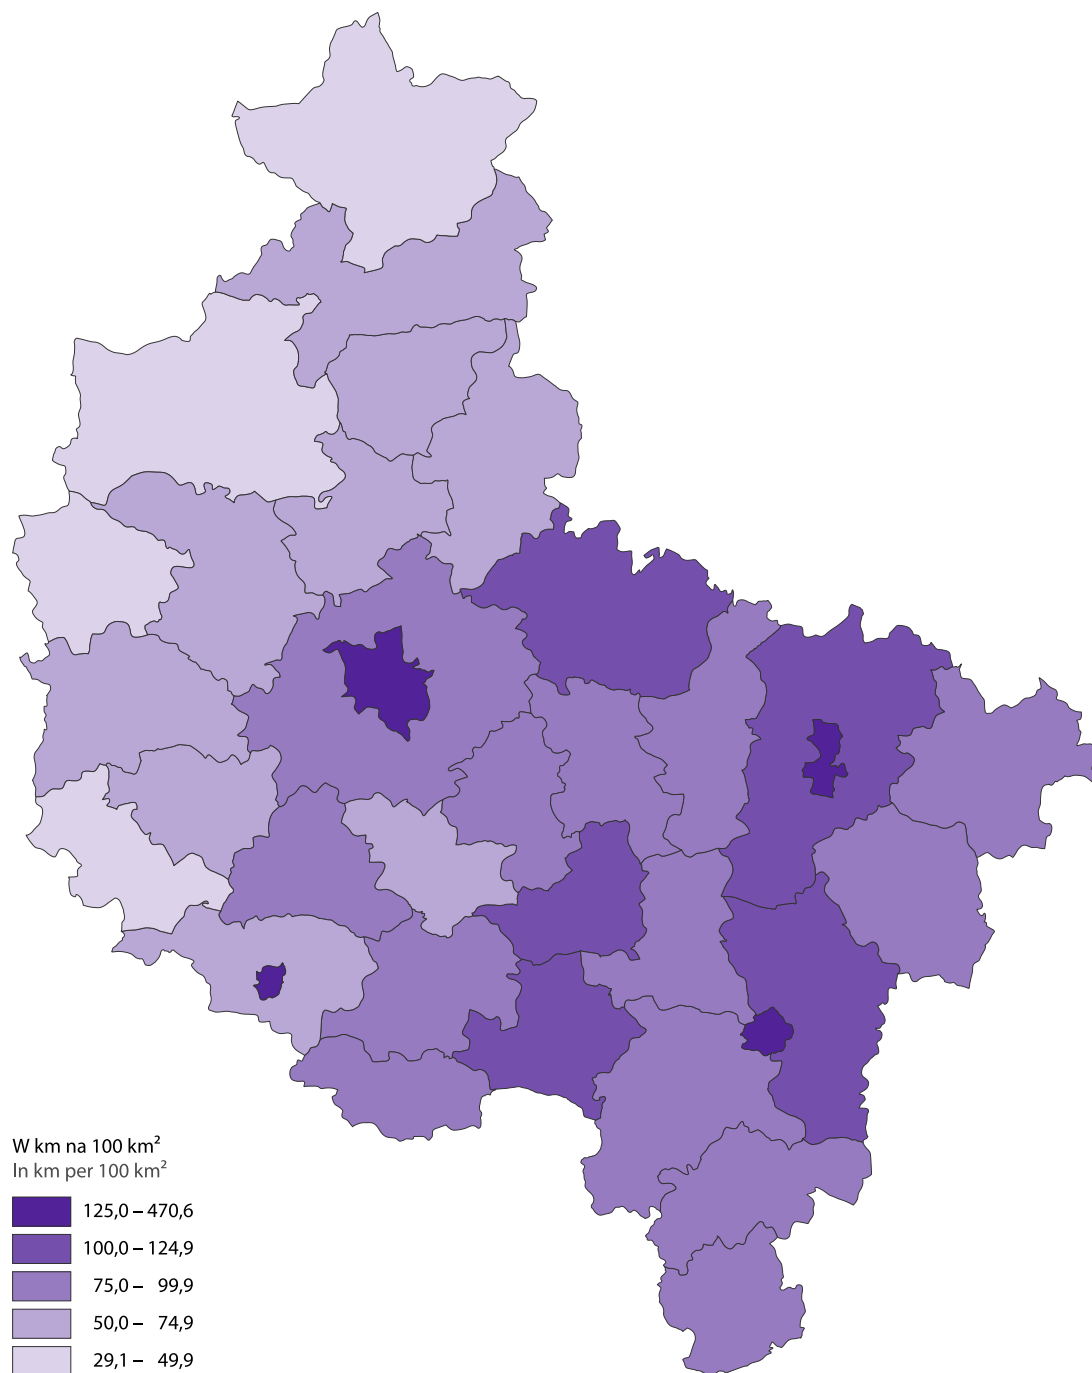 W km na 100 km²
In km per 100 km²
125,0 – 470,6
100,0 – 124,9
75,0 – 99,9
50,0 – 74,9
29,1 – 49,9